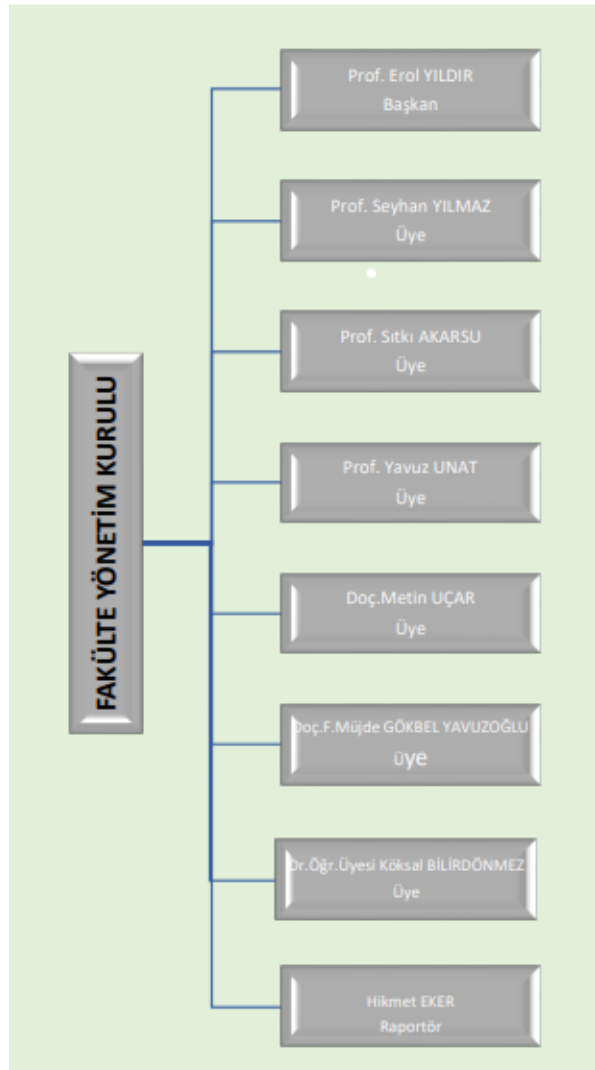 FAKÜLTE YÖNETİM KURULU
Prof. Erol YILDIR
Başkan
Prof. Seyhan YILMAZ
Üye
Prof. Sıtkı AKARSU
Üye
Prof. Yavuz UNAT
Üye
Doç.Metin UÇAR
Üye
Doç.F.Müjde GÖKBEL YAVUZOĞLU
üye
Dr.Öğr.Üyesi Köksal BİLİRDÖNMEZ
Üye
Hikmet EKER
Raportör